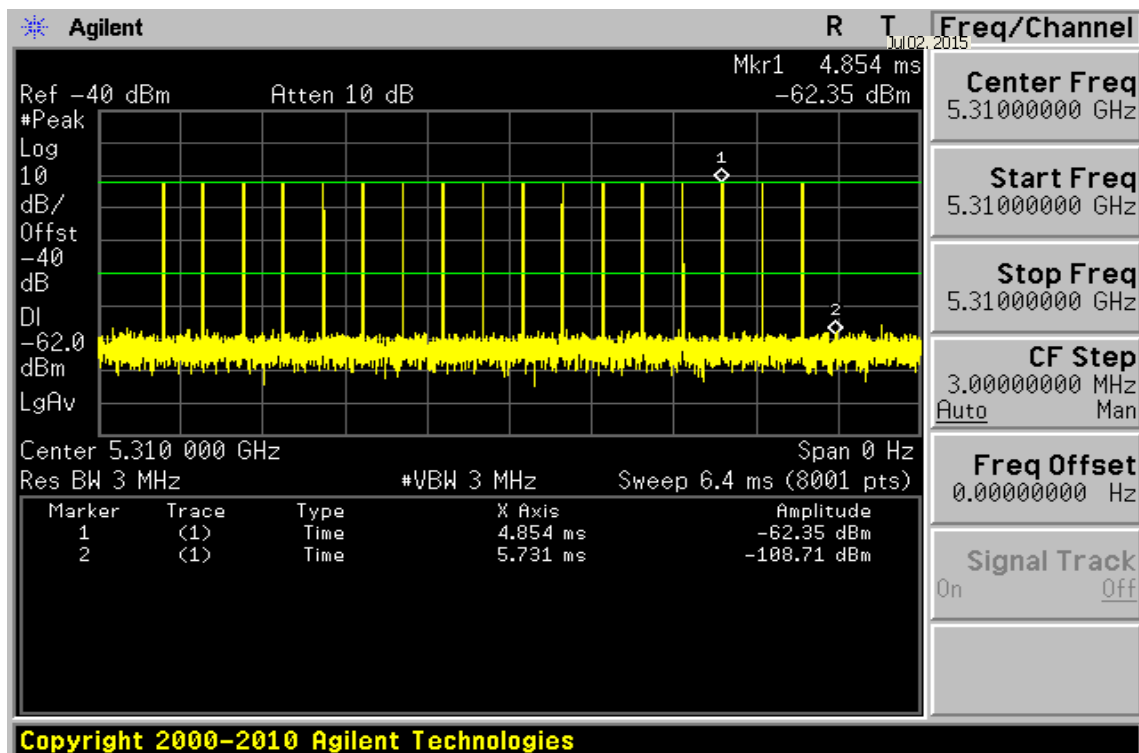 Agilent R T Freq/Channel
Jul 02, 2015
Mkr1 4.854 ms
Ref -40 dBm Atten 10 dB -62.35 dBm
#Peak
Log
10
dB/
Offst
-40
dB
DI
-62.0
dBm
LgAv
1
2
Center 5.310 000 GHz Span 0 Hz
Res BW 3 MHz #VBW 3 MHz Sweep 6.4 ms (8001 pts)
Marker Trace Type X Axis Amplitude
1 (1) Time 4.854 ms -62.35 dBm
2 (1) Time 5.731 ms -108.71 dBm
Center Freq
5.31000000 GHz
Start Freq
5.31000000 GHz
Stop Freq
5.31000000 GHz
CF Step
3.00000000 MHz
Auto Man
Freq Offset
0.00000000 Hz
Signal Track
On Off
Copyright 2000-2010 Agilent Technologies